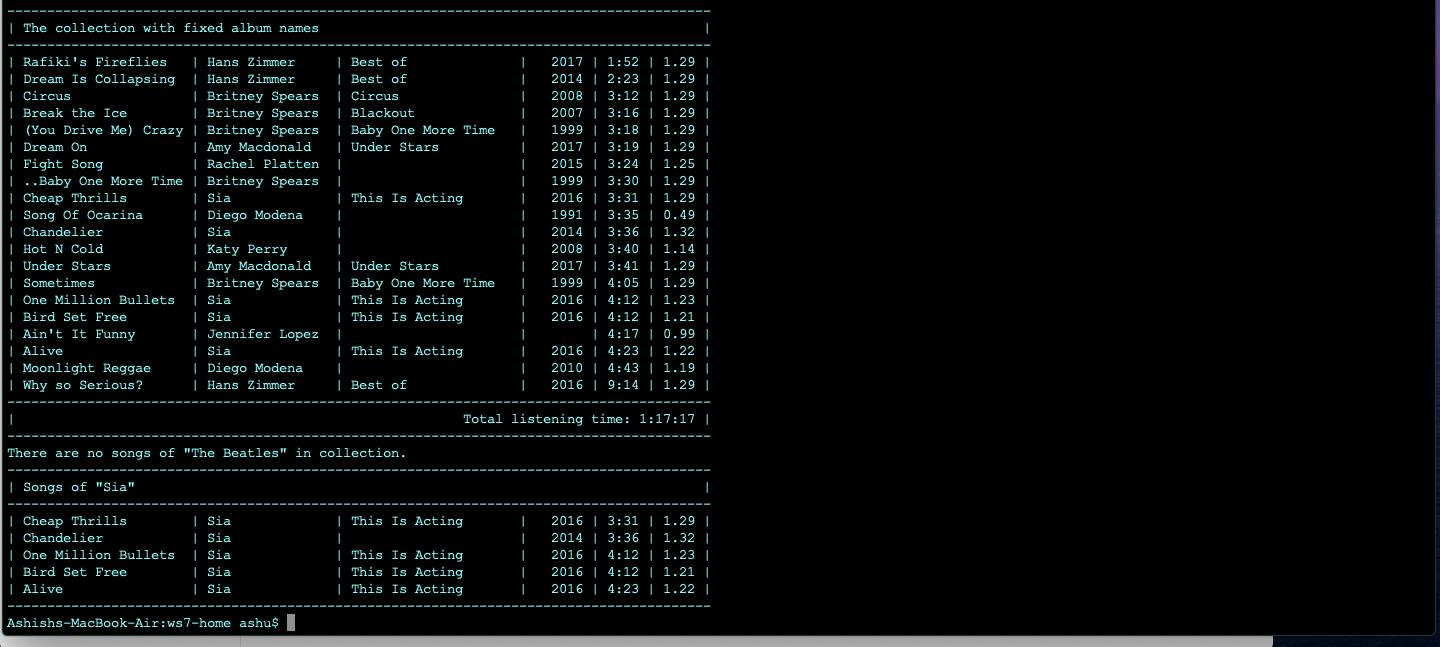 --------------------------------------------------------------------------------
| The collection with fixed album names                                                |
----------------------------------------------------------------------------------------
| Rafiki's Fireflies   | Hans Zimmer     | Best of              |   2017 | 1:52 | 1.29 |
| Dream Is Collapsing  | Hans Zimmer     | Best of              |   2014 | 2:23 | 1.29 |
| Circus               | Britney Spears  | Circus               |   2008 | 3:12 | 1.29 |
| Break the Ice        | Britney Spears  | Blackout             |   2007 | 3:16 | 1.29 |
| (You Drive Me) Crazy | Britney Spears  | Baby One More Time   |   1999 | 3:18 | 1.29 |
| Dream On             | Amy Macdonald   | Under Stars          |   2017 | 3:19 | 1.29 |
| Fight Song           | Rachel Platten  |                      |   2015 | 3:24 | 1.25 |
| ..Baby One More Time | Britney Spears  |                      |   1999 | 3:30 | 1.29 |
| Cheap Thrills        | Sia             | This Is Acting       |   2016 | 3:31 | 1.29 |
| Song Of Ocarina      | Diego Modena    |                      |   1991 | 3:35 | 0.49 |
| Chandelier           | Sia             |                      |   2014 | 3:36 | 1.32 |
| Hot N Cold           | Katy Perry      |                      |   2008 | 3:40 | 1.14 |
| Under Stars          | Amy Macdonald   | Under Stars          |   2017 | 3:41 | 1.29 |
| Sometimes            | Britney Spears  | Baby One More Time   |   1999 | 4:05 | 1.29 |
| One Million Bullets  | Sia             | This Is Acting       |   2016 | 4:12 | 1.23 |
| Bird Set Free        | Sia             | This Is Acting       |   2016 | 4:12 | 1.21 |
| Ain't It Funny       | Jennifer Lopez  |                      |        | 4:17 | 0.99 |
| Alive                | Sia             | This Is Acting       |   2016 | 4:23 | 1.22 |
| Moonlight Reggae     | Diego Modena    |                      |   2010 | 4:43 | 1.19 |
| Why so Serious?      | Hans Zimmer     | Best of              |   2016 | 9:14 | 1.29 |
----------------------------------------------------------------------------------------
|                                                        Total listening time: 1:17:17 |
----------------------------------------------------------------------------------------
There are no songs of "The Beatles" in collection.
----------------------------------------------------------------------------------------
| Songs of "Sia"                                                                       |
----------------------------------------------------------------------------------------
| Cheap Thrills        | Sia             | This Is Acting       |   2016 | 3:31 | 1.29 |
| Chandelier           | Sia             |                      |   2014 | 3:36 | 1.32 |
| One Million Bullets  | Sia             | This Is Acting       |   2016 | 4:12 | 1.23 |
| Bird Set Free        | Sia             | This Is Acting       |   2016 | 4:12 | 1.21 |
| Alive                | Sia             | This Is Acting       |   2016 | 4:23 | 1.22 |
----------------------------------------------------------------------------------------
Ashishs-MacBook-Air:ws7-home ashu$